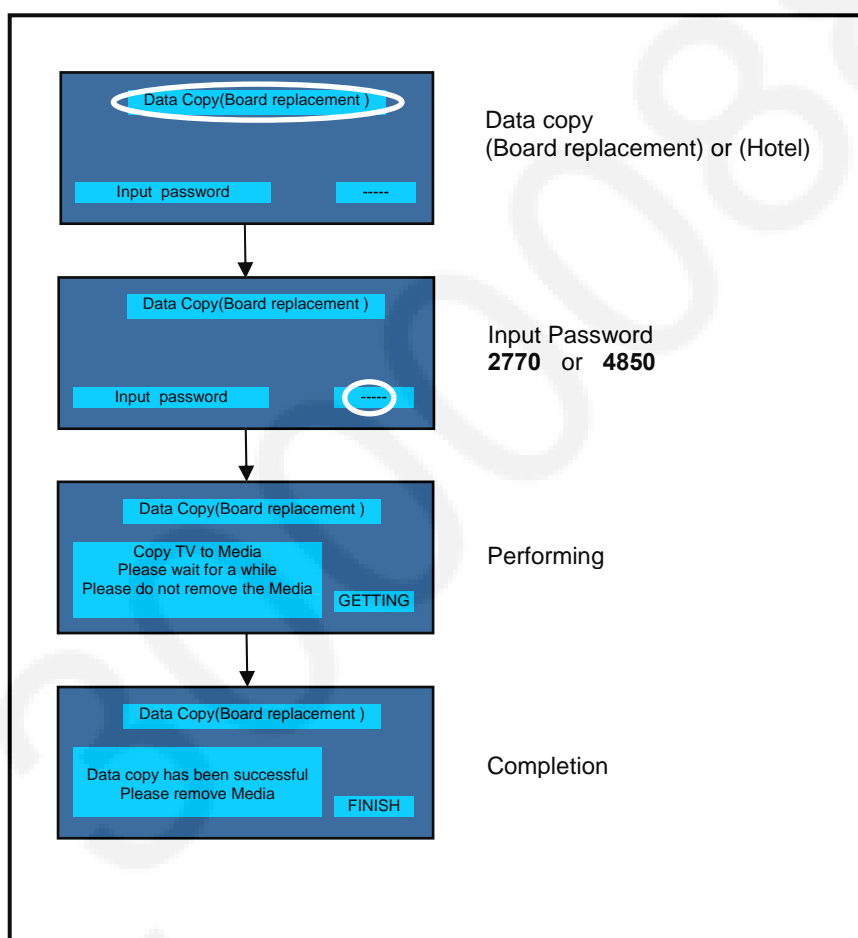 Data Copy(Board replacement )
Input password -----
Data copy
(Board replacement) or (Hotel)
Data Copy(Board replacement )
Input password -----
Input Password
2770 or 4850
Data Copy(Board replacement )
Copy TV to Media
Please wait for a while
Please do not remove the Media
GETTING
Performing
Data Copy(Board replacement )
Data copy has been successful
Please remove Media
FINISH
Completion